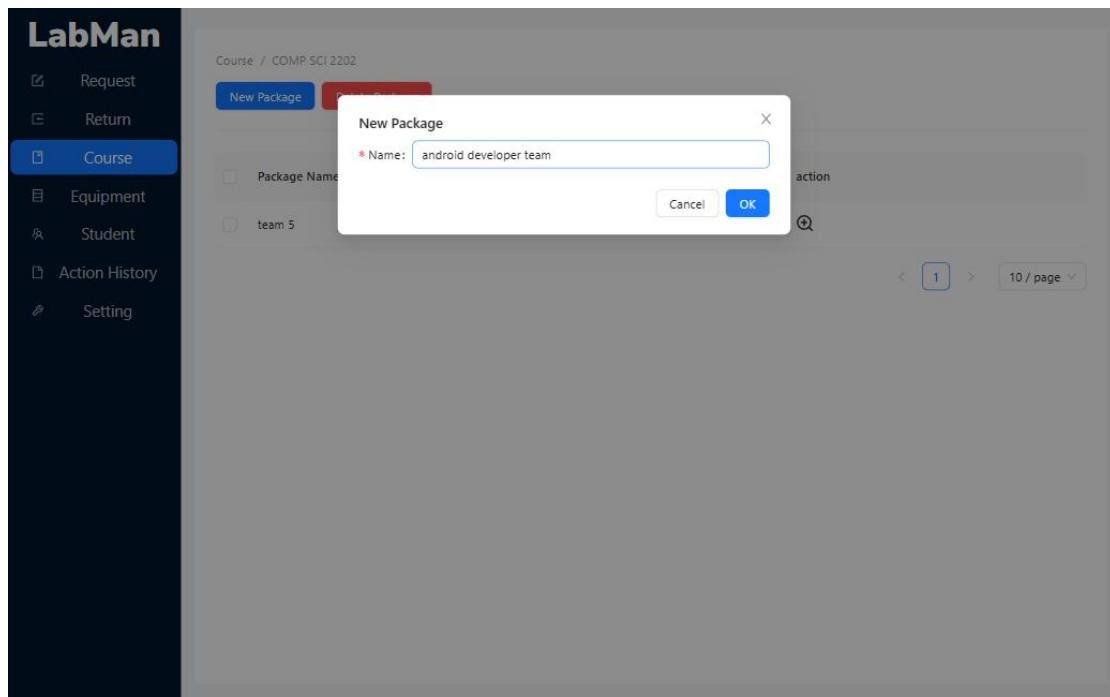 LabMan
Request
Return
Course
Equipment
Student
Action History
Setting
Course / COMP SCI 2202
New Package
New Package
* Name: android developer team
Cancel OK
Package Name action
team 5
< 1 > 10 / page